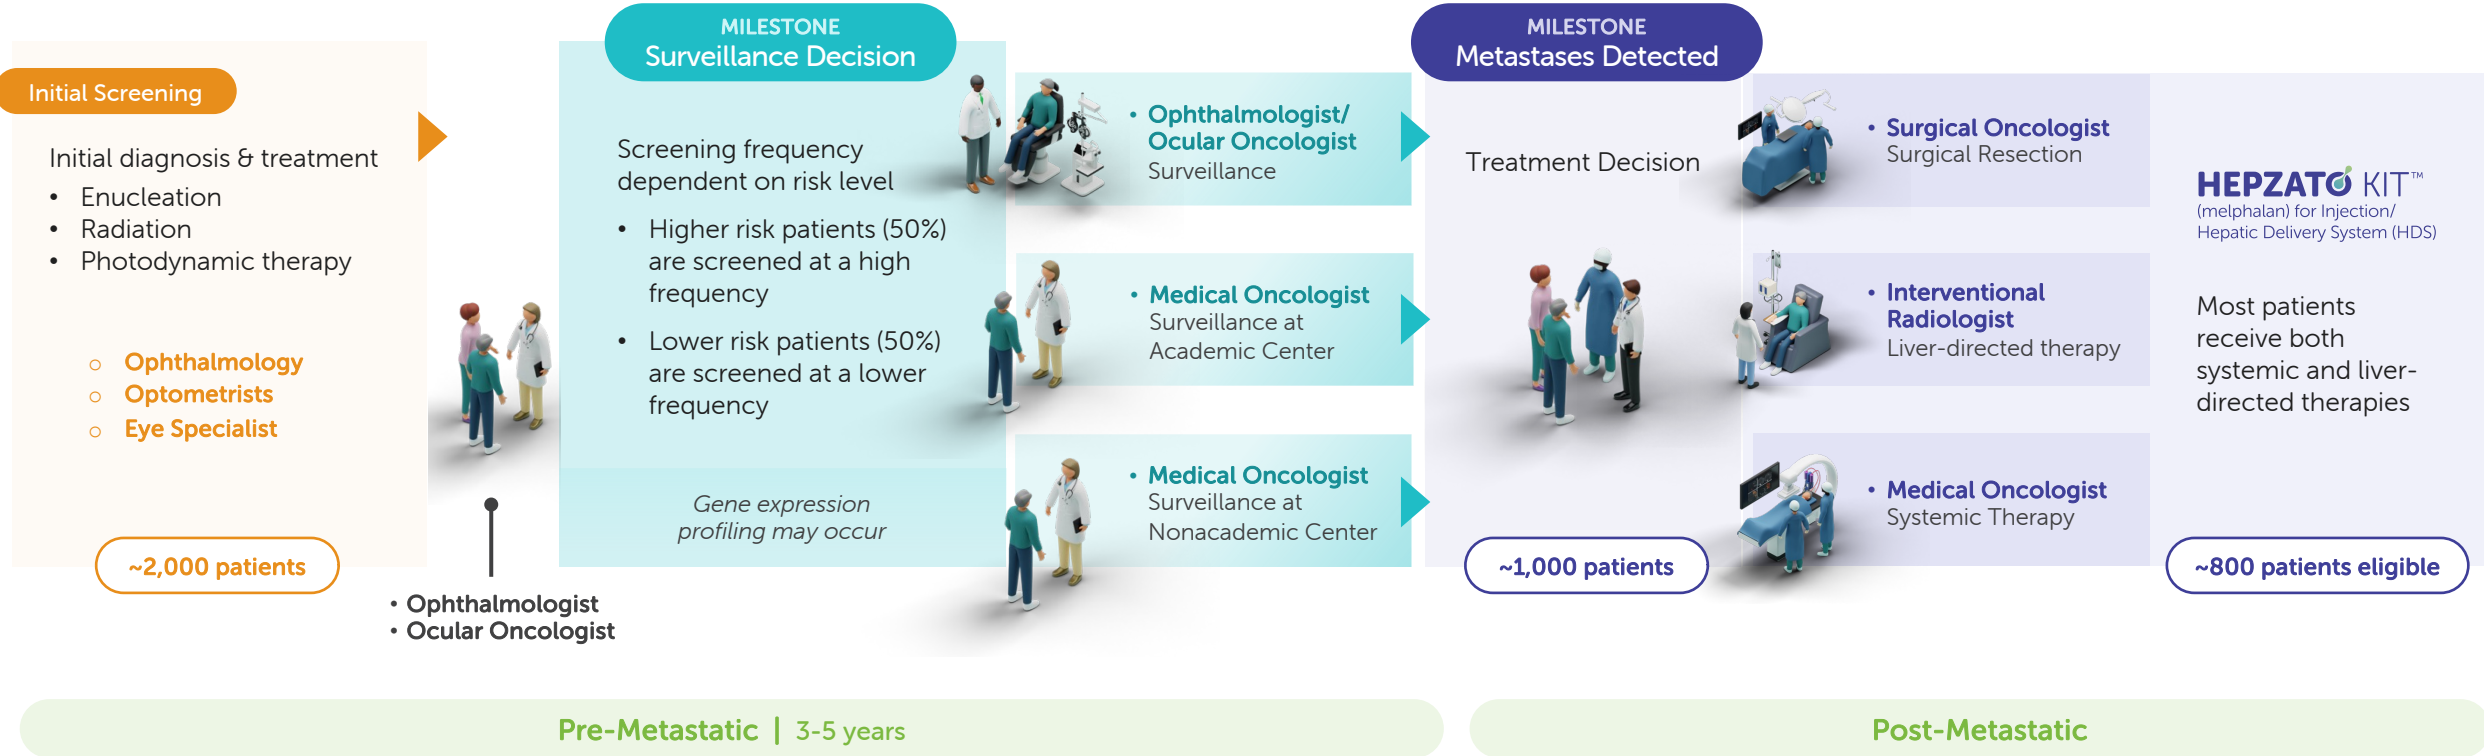 Initial Screening
Initial diagnosis & treatment
• Enucleation
• Radiation
• Photodynamic therapy
○ Ophthalmology
○ Optometrists
○ Eye Specialist
~2,000 patients
• Ophthalmologist
• Ocular Oncologist
MILESTONE
Surveillance Decision
Screening frequency
dependent on risk level
• Higher risk patients (50%)
are screened at a high
frequency
• Lower risk patients (50%)
are screened at a lower
frequency
Gene expression
profiling may occur
• Ophthalmologist/
Ocular Oncologist
Surveillance
• Medical Oncologist
Surveillance at
Academic Center
• Medical Oncologist
Surveillance at
Nonacademic Center
MILESTONE
Metastases Detected
Treatment Decision
~1,000 patients
• Surgical Oncologist
Surgical Resection
• Interventional
Radiologist
Liver-directed therapy
• Medical Oncologist
Systemic Therapy
HEPZATO KIT™
(melphalan) for Injection/
Hepatic Delivery System (HDS)
Most patients
receive both
systemic and liver-
directed therapies
~800 patients eligible
Pre-Metastatic | 3-5 years
Post-Metastatic